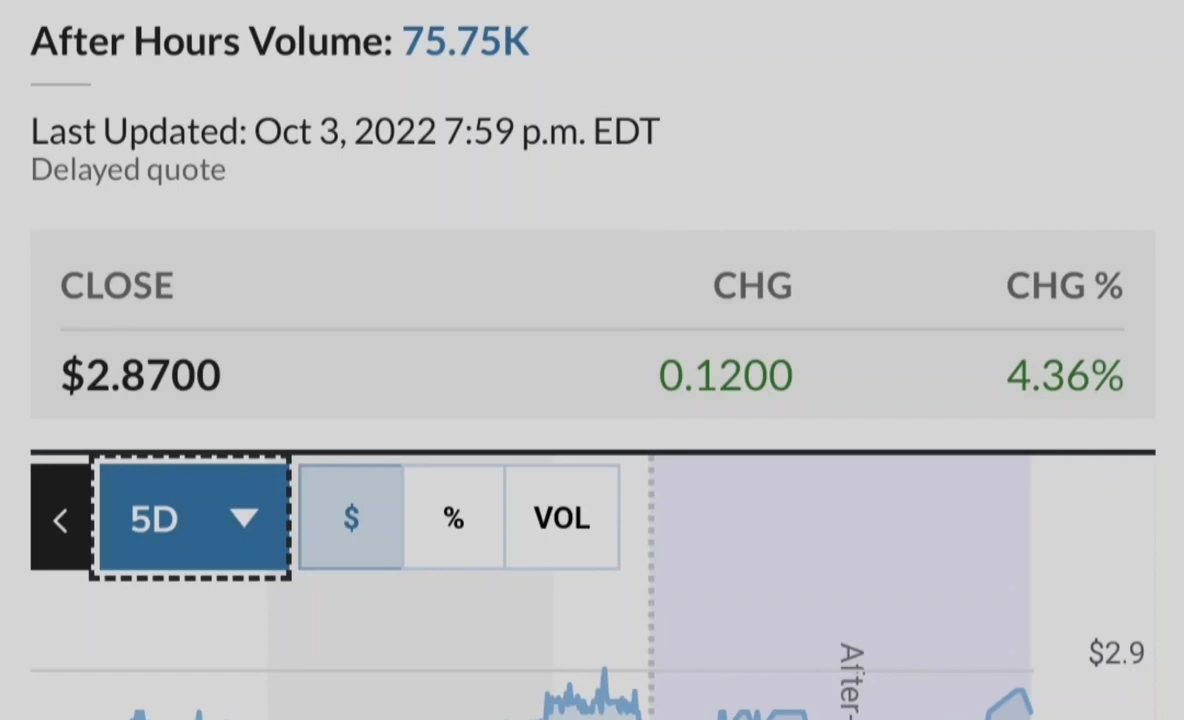 After Hours Volume: 75.75K
Last Updated: Oct 3, 2022 7:59 p.m. EDT
Delayed quote
CLOSE CHG CHG %
$2.8700 0.1200 4.36%
5D $ % VOL
$2.9
After-